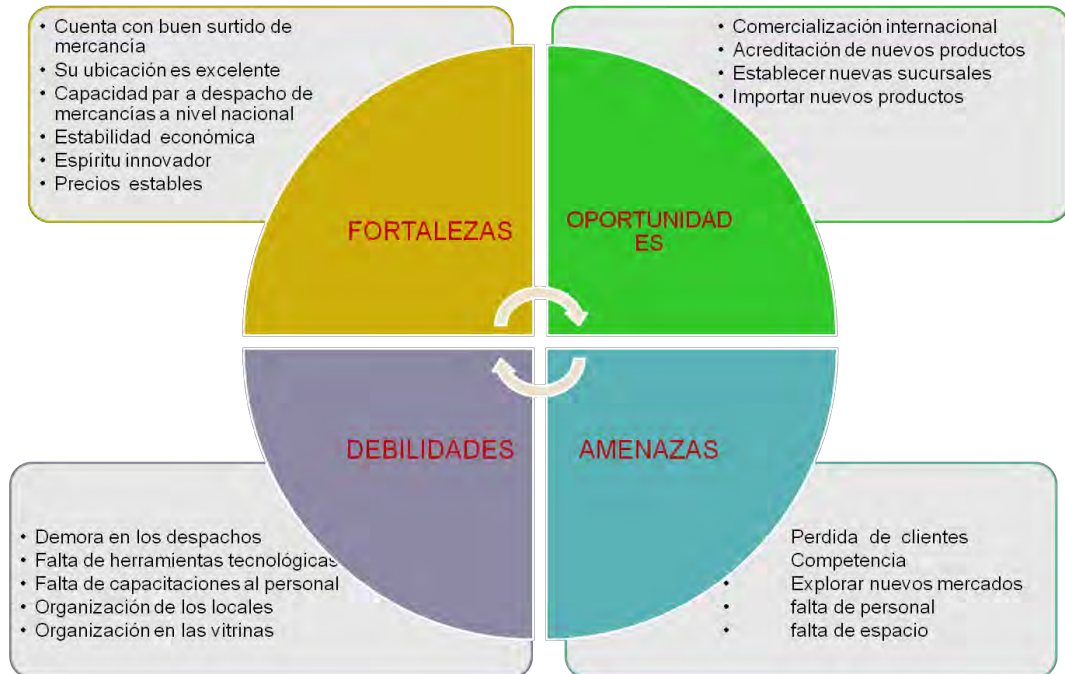 • Cuenta con buen surtido de
mercancía
• Su ubicación es excelente
• Capacidad par a despacho de
mercancías a nivel nacional
• Estabilidad económica
• Espíritu innovador
• Precios estables
• Comercialización internacional
• Acreditación de nuevos productos
• Establecer nuevas sucursales
• Importar nuevos productos
FORTALEZAS
OPORTUNIDAD
ES
DEBILIDADES
AMENAZAS
• Demora en los despachos
• Falta de herramientas tecnológicas
• Falta de capacitaciones al personal
• Organización de los locales
• Organización en las vitrinas
Perdida de clientes
Competencia
• Explorar nuevos mercados
• falta de personal
• falta de espacio